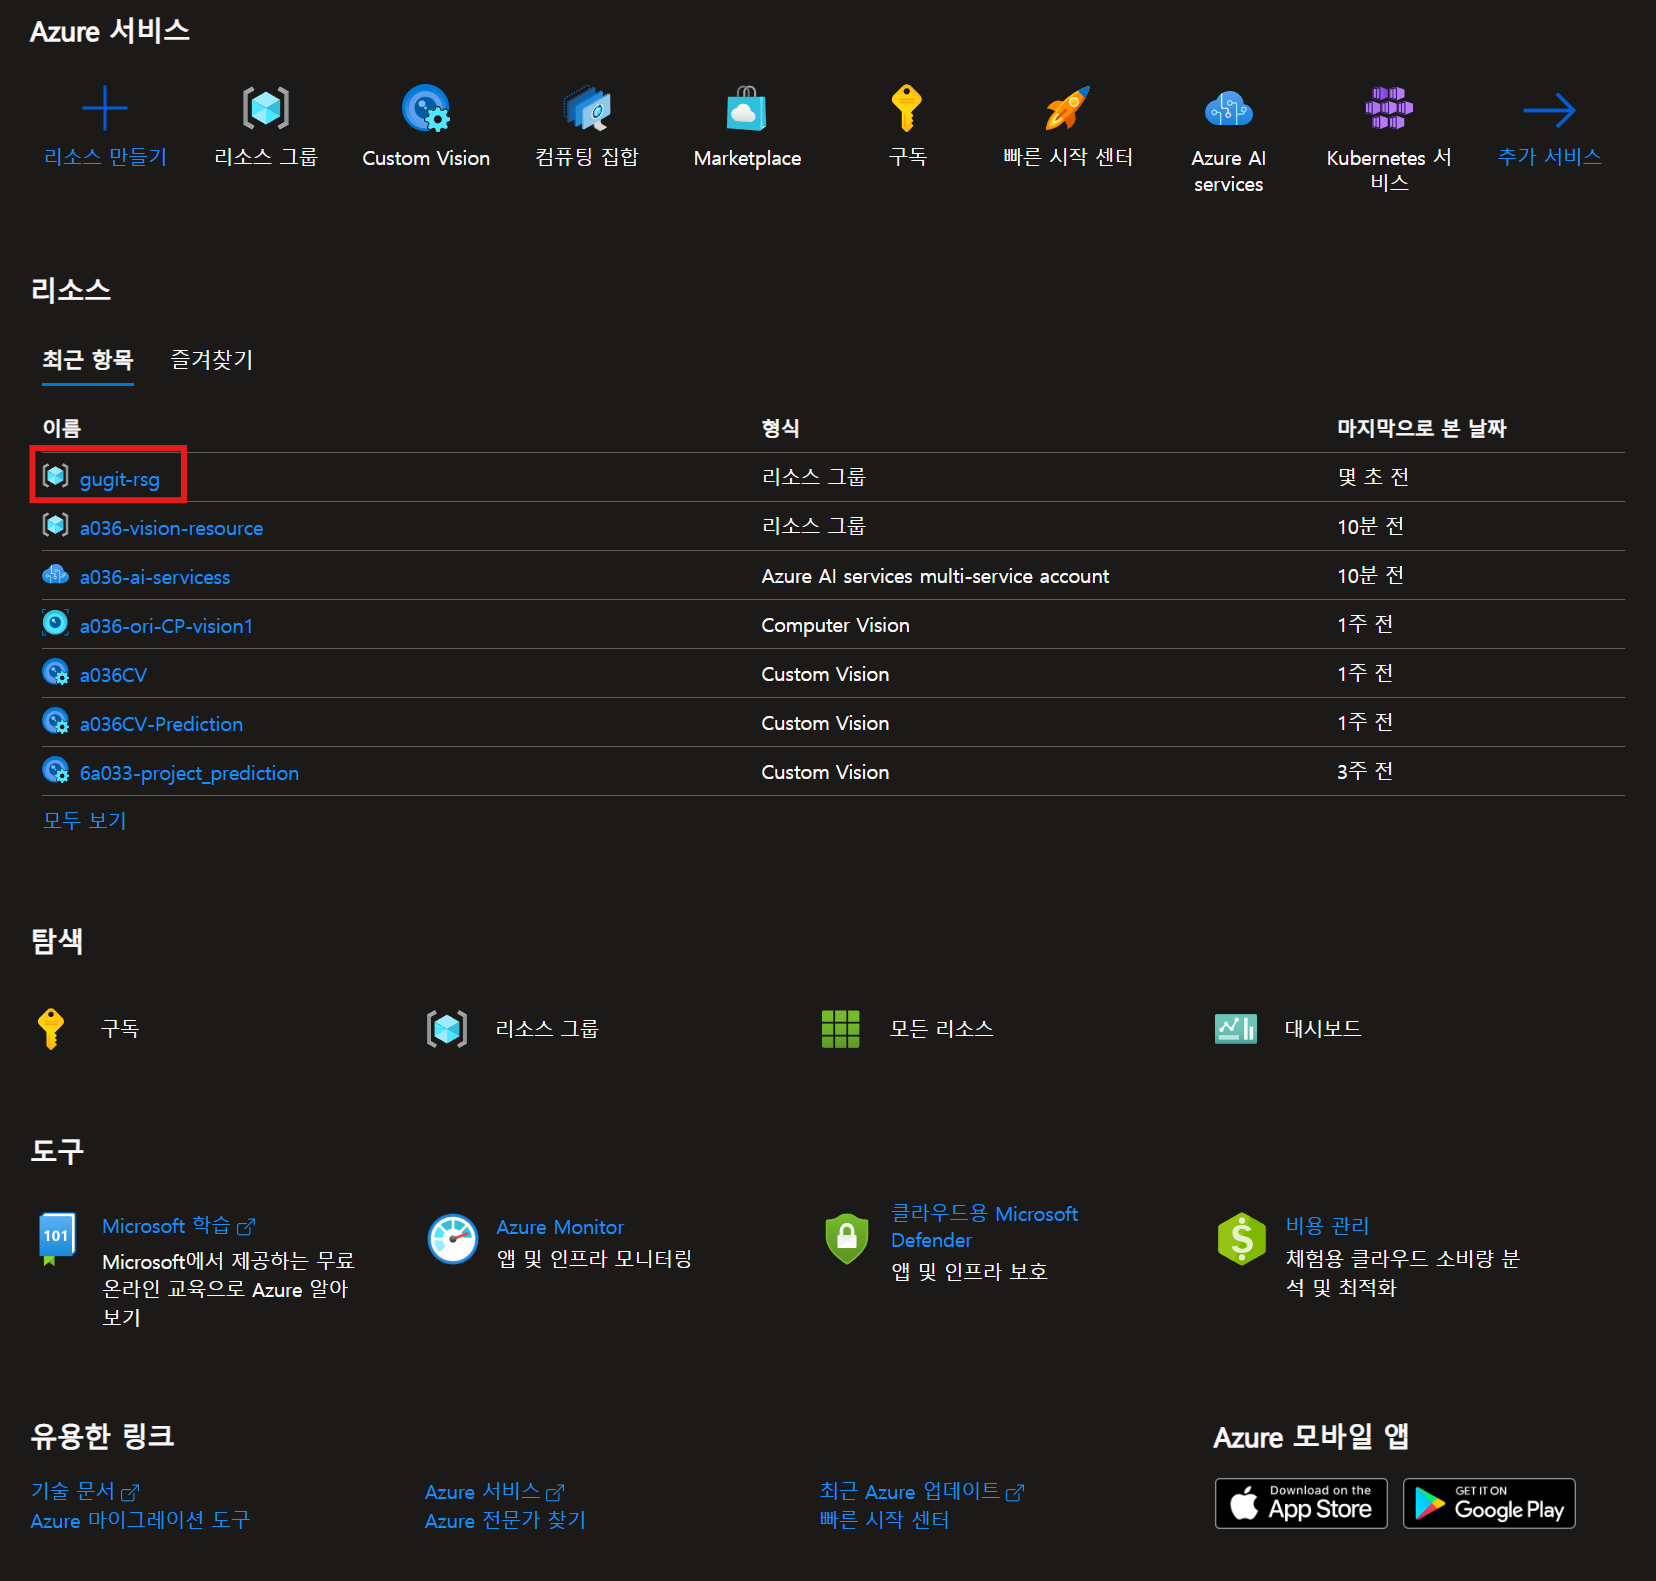 Azure 서비스
리소스 만들기
리소스 그룹
Custom Vision
컴퓨팅 집합
Marketplace
구독
빠른 시작 센터
Azure AI
services
Kubernetes 서
비스
추가 서비스
리소스
최근 항목 즐겨찾기
이름 형식 마지막으로 본 날짜
gugit-rsg 리소스 그룹 몇 초 전
a036-vision-resource 리소스 그룹 10분 전
a036-ai-servicess Azure AI services multi-service account 10분 전
a036-ori-CP-vision1 Computer Vision 1주 전
a036CV Custom Vision 1주 전
a036CV-Prediction Custom Vision 1주 전
6a033-project_prediction Custom Vision 3주 전
모두 보기
탐색
구독 리소스 그룹 모든 리소스 대시보드
도구
101
Microsoft 학습
Microsoft에서 제공하는 무료
온라인 교육으로 Azure 알아
보기
Azure Monitor
앱 및 인프라 모니터링
클라우드용 Microsoft
Defender
앱 및 인프라 보호
비용 관리
체험용 클라우드 소비량 분
석 및 최적화
유용한 링크
기술 문서
Azure 마이그레이션 도구
Azure 서비스
Azure 전문가 찾기
최근 Azure 업데이트
빠른 시작 센터
Azure 모바일 앱
Download on the
App Store
GET IT ON
Google Play